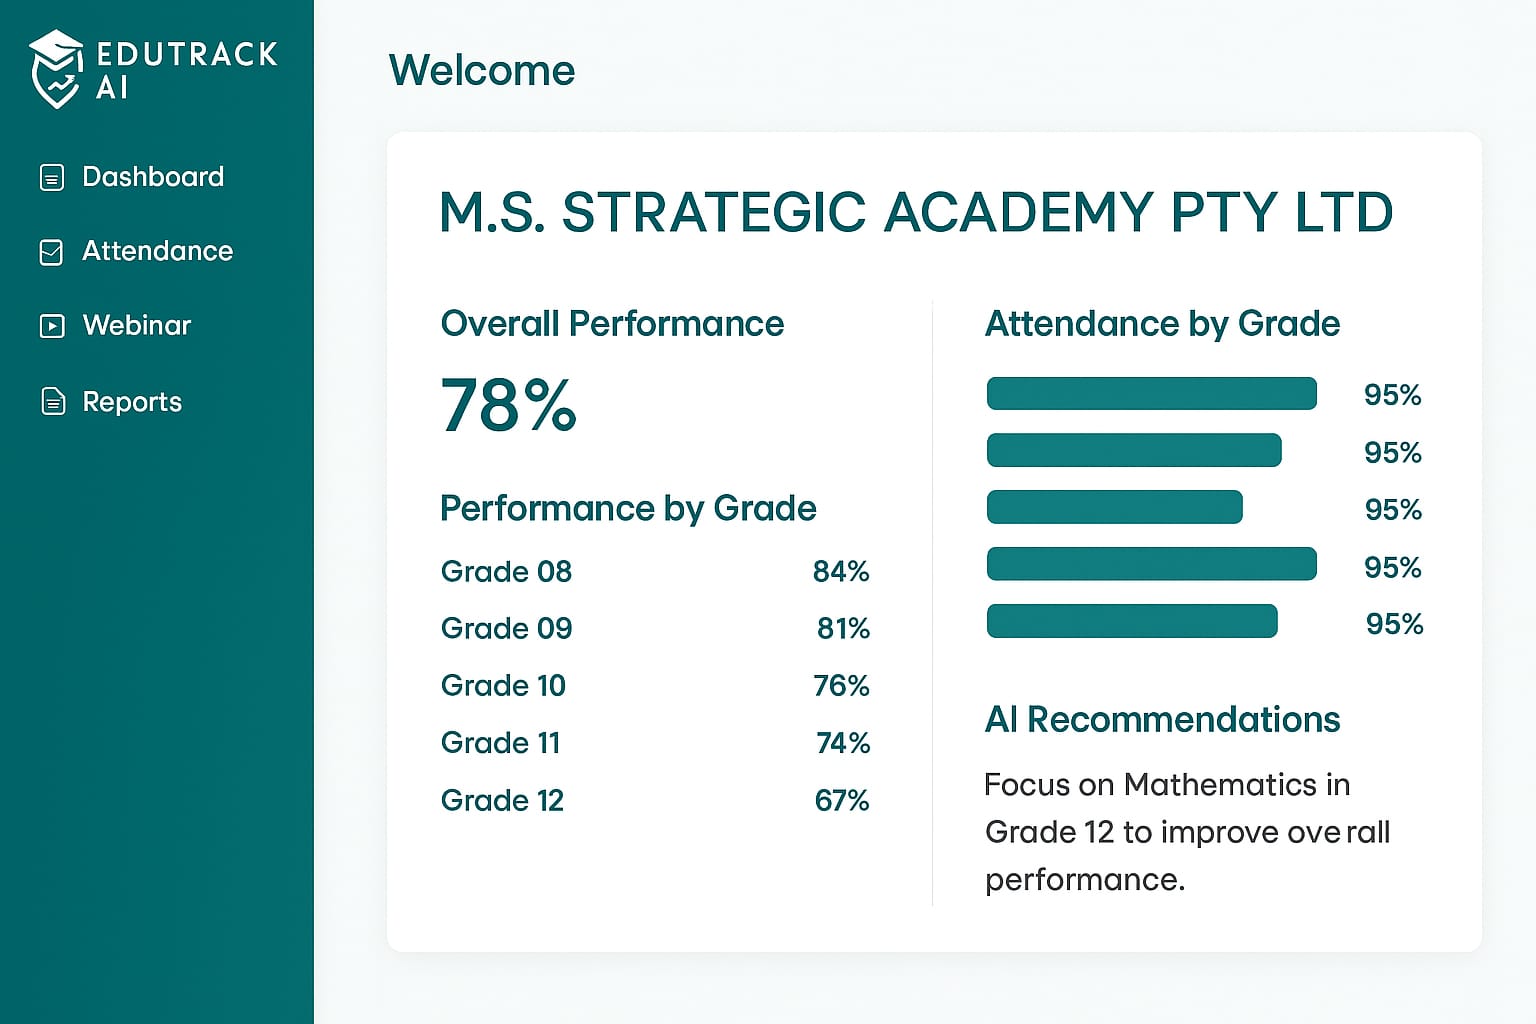 EDUTRACK
AI
Dashboard
Attendance
Webinar
Reports
Welcome
M.S. STRATEGIC ACADEMY PTY LTD
Overall Performance
78%
Performance by Grade
Grade 08 84%
Grade 09 81%
Grade 10 76%
Grade 11 74%
Grade 12 67%
Attendance by Grade
95%
95%
95%
95%
95%
AI Recommendations
Focus on Mathematics in
Grade 12 to improve overall
performance.